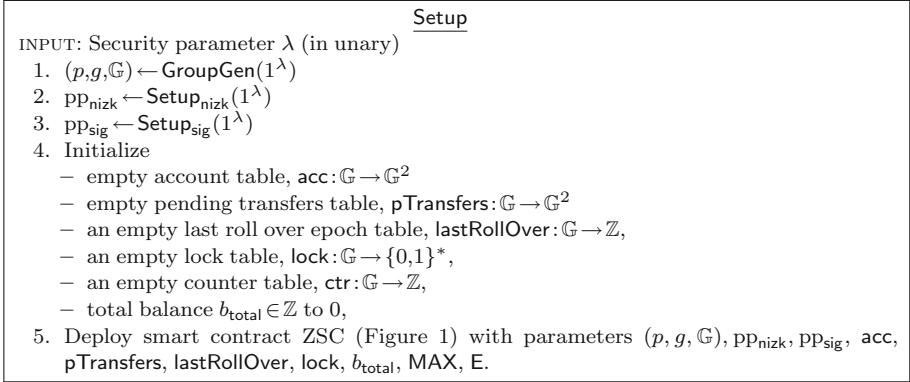 Setup
INPUT: Security parameter λ (in unary)
1. (p,g,𝔾)←GroupGen(1^λ)
2. pp_nizk←Setup_nizk(1^λ)
3. pp_sig←Setup_sig(1^λ)
4. Initialize
– empty account table, acc:𝔾→𝔾^2
– empty pending transfers table, pTransfers:𝔾→𝔾^2
– an empty last roll over epoch table, lastRollOver:𝔾→ℤ,
– an empty lock table, lock:𝔾→{0,1}^*,
– an empty counter table, ctr:𝔾→ℤ,
– total balance b_total∈ℤ to 0,
5. Deploy smart contract ZSC (Figure 1) with parameters (p, g, 𝔾), pp_nizk, pp_sig, acc,
pTransfers, lastRollOver, lock, b_total, MAX, E.